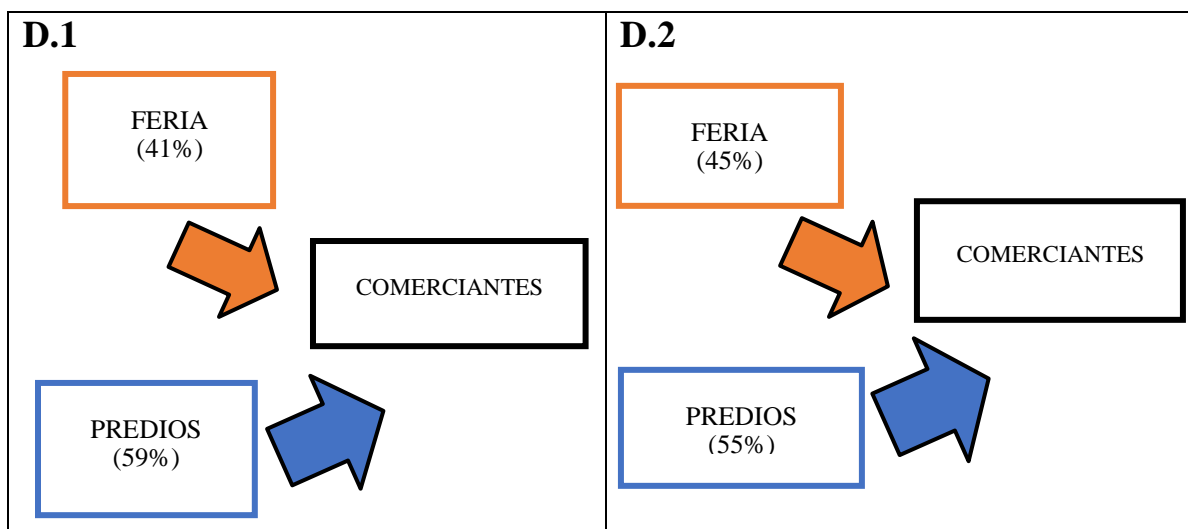 D.1
FERIA
(41%)
COMERCIANTES
PREDIOS
(59%)
D.2
FERIA
(45%)
COMERCIANTES
PREDIOS
(55%)